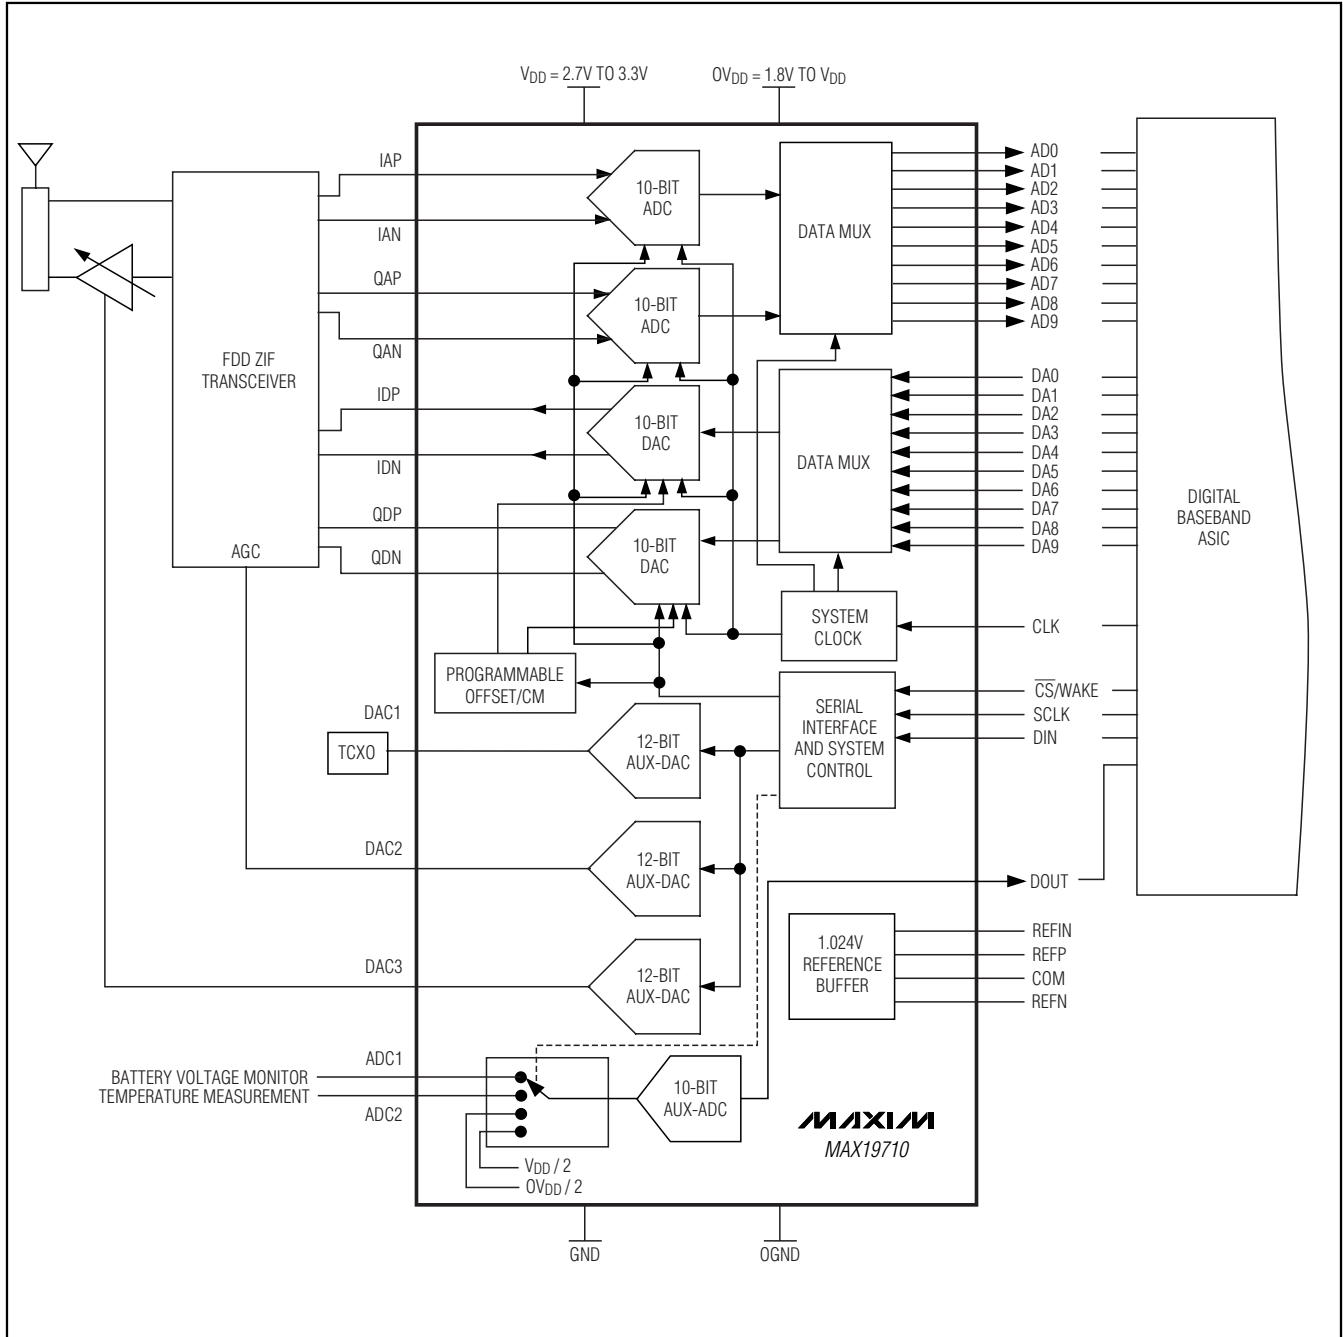 VDD = 2.7V TO 3.3V
OVDD = 1.8V TO VDD
IAP
IAN
QAP
QAN
IDP
IDN
QDP
QDN
FDD ZIF
TRANSCEIVER
AGC
10-BIT
ADC
10-BIT
ADC
10-BIT
DAC
10-BIT
DAC
DATA MUX
DATA MUX
AD0
AD1
AD2
AD3
AD4
AD5
AD6
AD7
AD8
AD9
DA0
DA1
DA2
DA3
DA4
DA5
DA6
DA7
DA8
DA9
DIGITAL
BASEBAND
ASIC
SYSTEM
CLOCK
CLK
PROGRAMMABLE
OFFSET/CM
SERIAL
INTERFACE
AND SYSTEM
CONTROL
CS/WAKE
SCLK
DIN
DAC1
TCXO
12-BIT
AUX-DAC
DAC2
12-BIT
AUX-DAC
DOUT
DAC3
12-BIT
AUX-DAC
1.024V
REFERENCE
BUFFER
REFIN
REFP
COM
REFN
ADC1
BATTERY VOLTAGE MONITOR
TEMPERATURE MEASUREMENT
ADC2
10-BIT
AUX-ADC
VDD / 2
OVDD / 2
MAXIM
MAX19710
GND
OGND